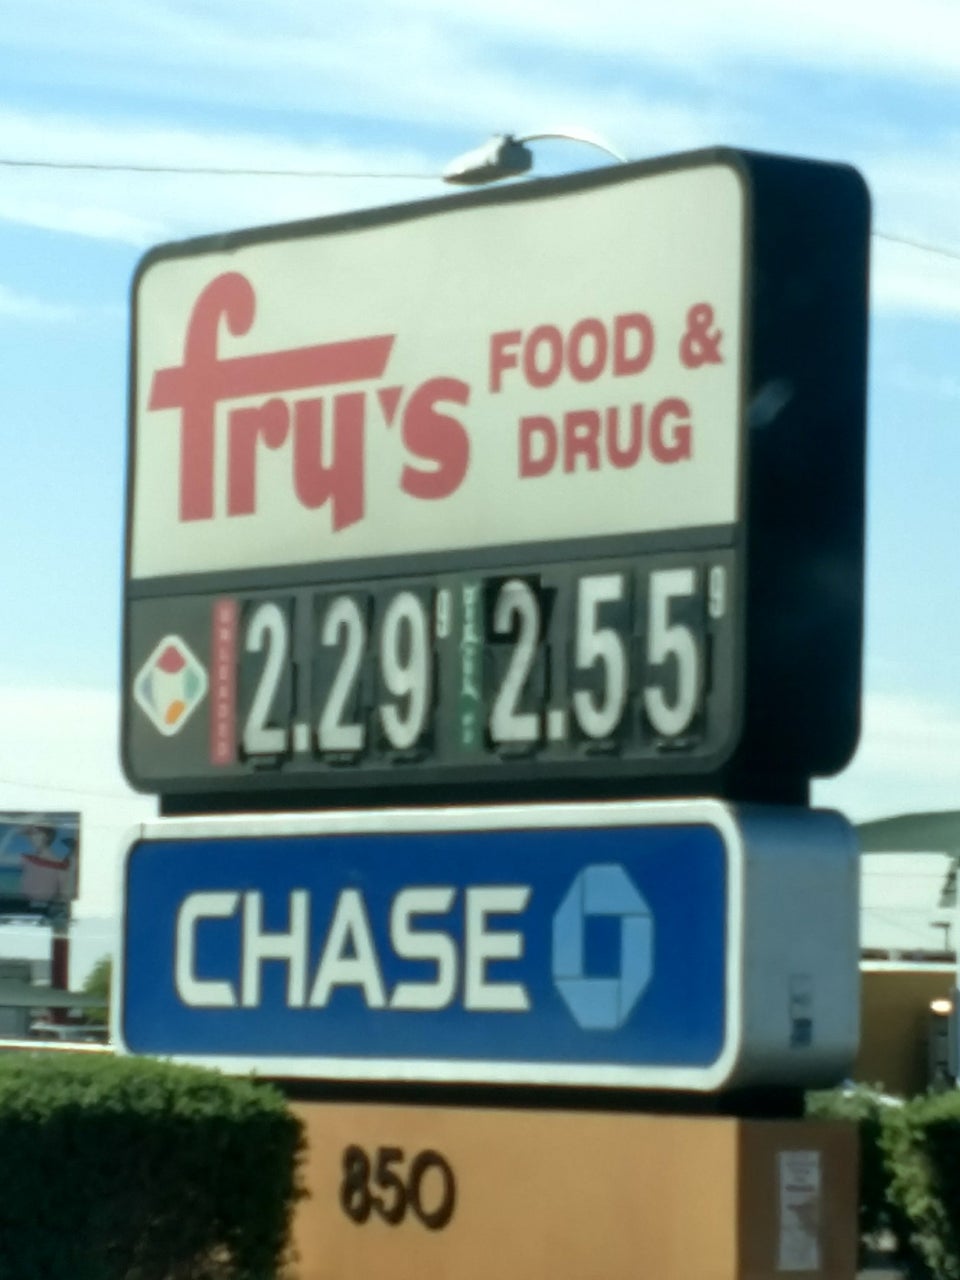 fry's FOOD &
DRUG
2.29 9 2.55 9
CHASE
850